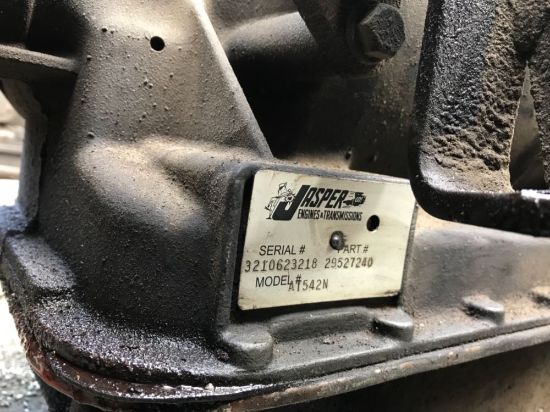 JASPER
ENGINES & TRANSMISSIONS
SERIAL # PART #
3210623218 29527240
MODEL #
AT542N